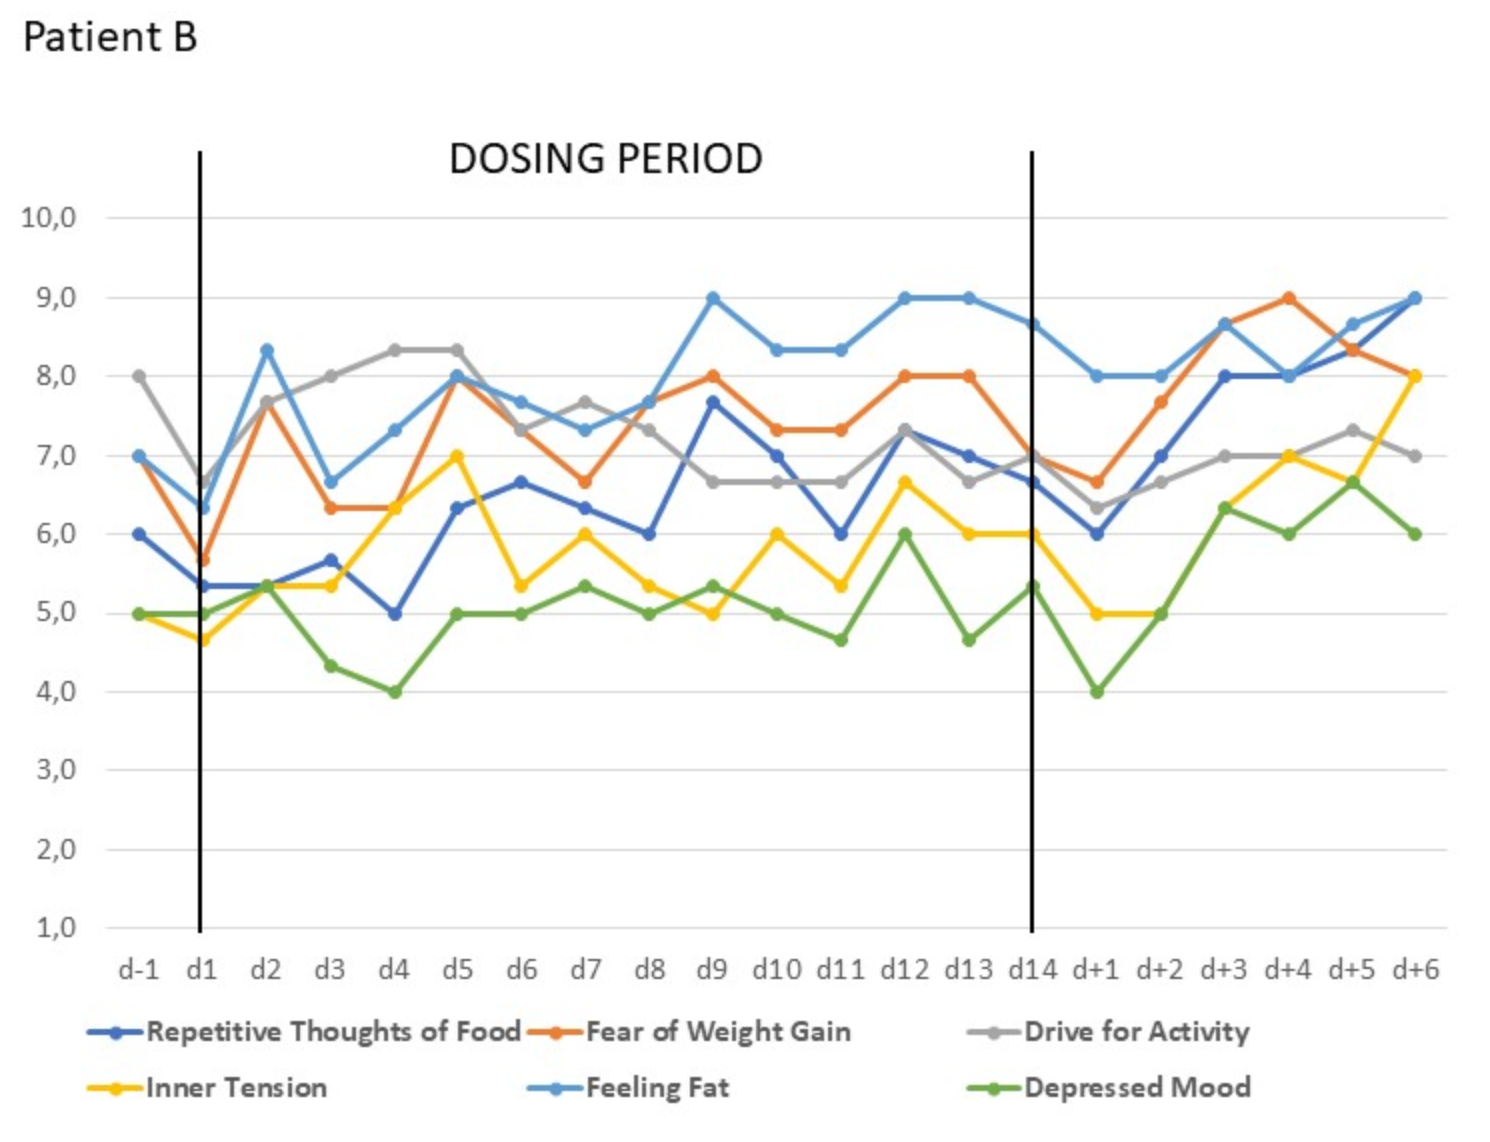 Patient B
DOSING PERIOD
10,0
9,0
8,0
7,0
6,0
5,0
4,0
3,0
2,0
1,0
d-1 d1 d2 d3 d4 d5 d6 d7 d8 d9 d10 d11 d12 d13 d14 d+1 d+2 d+3 d+4 d+5 d+6
Repetitive Thoughts of Food Fear of Weight Gain Drive for Activity
Inner Tension Feeling Fat Depressed Mood